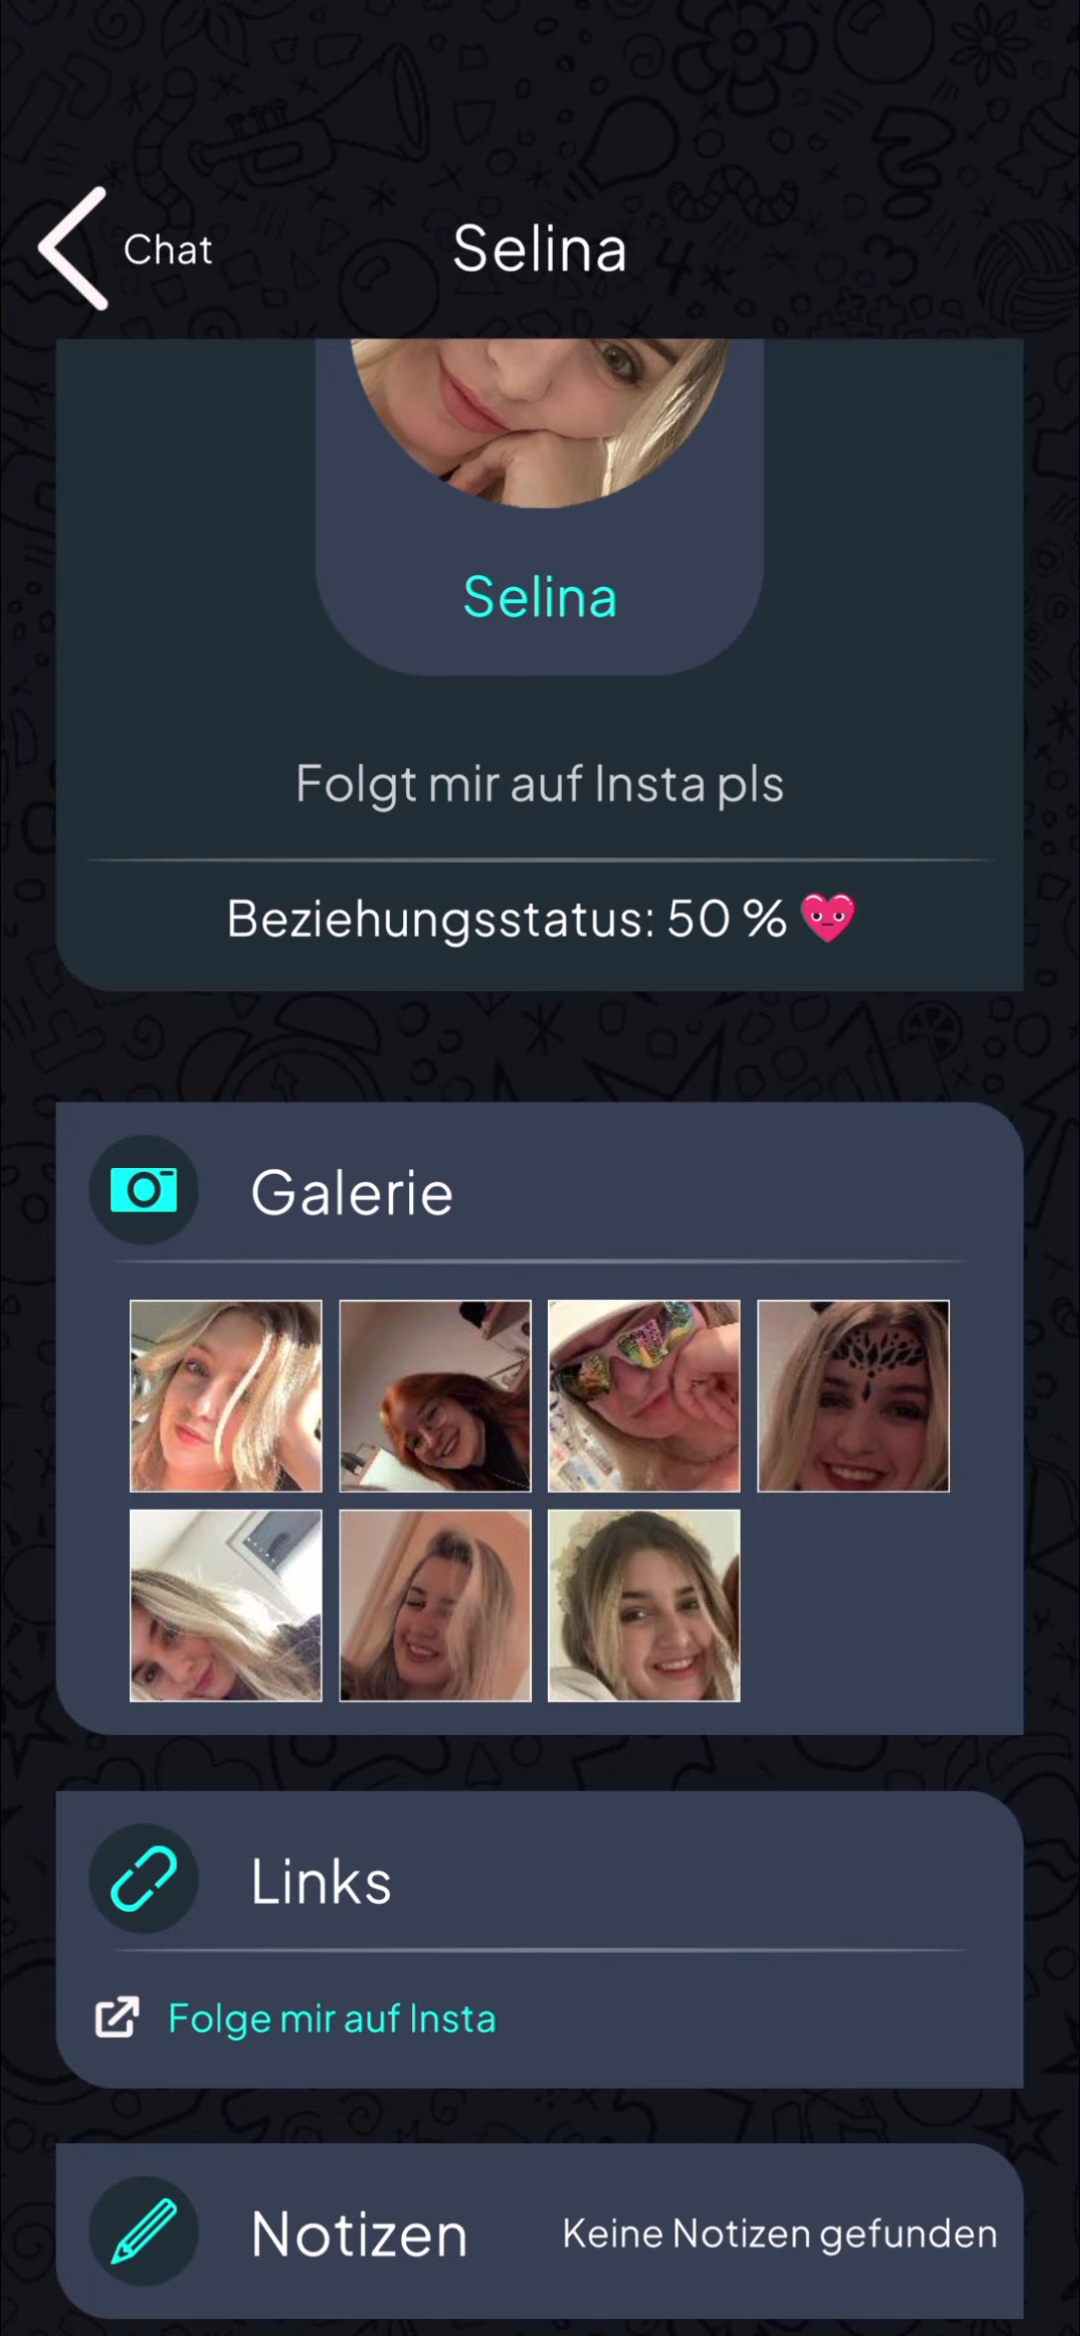 Chat
Selina
Selina
Folgt mir auf Insta pls
Beziehungsstatus: 50 % 💗
Galerie
Links
Folge mir auf Insta
Notizen
Keine Notizen gefunden